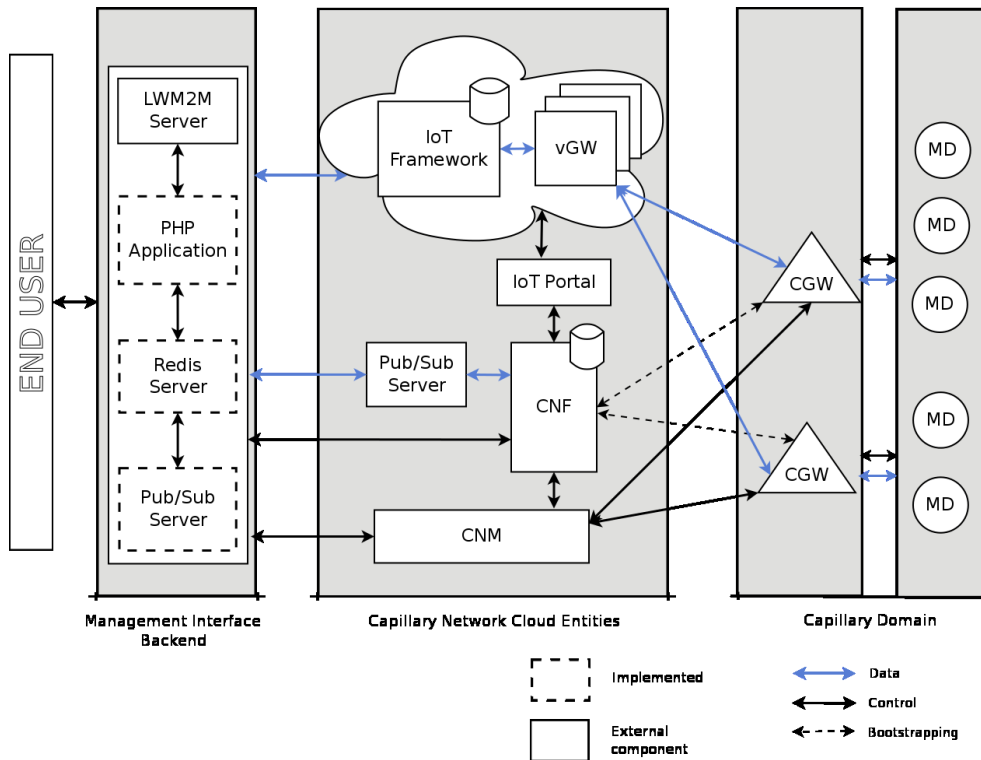 END USER
LWM2M
Server
PHP
Application
Redis
Server
Pub/Sub
Server
Management Interface
Backend
IoT
Framework
vGW
IoT Portal
Pub/Sub
Server
CNF
CNM
Capillary Network Cloud Entities
CGW
CGW
MD
MD
MD
MD
MD
Capillary Domain
Implemented
External
component
Data
Control
Bootstrapping